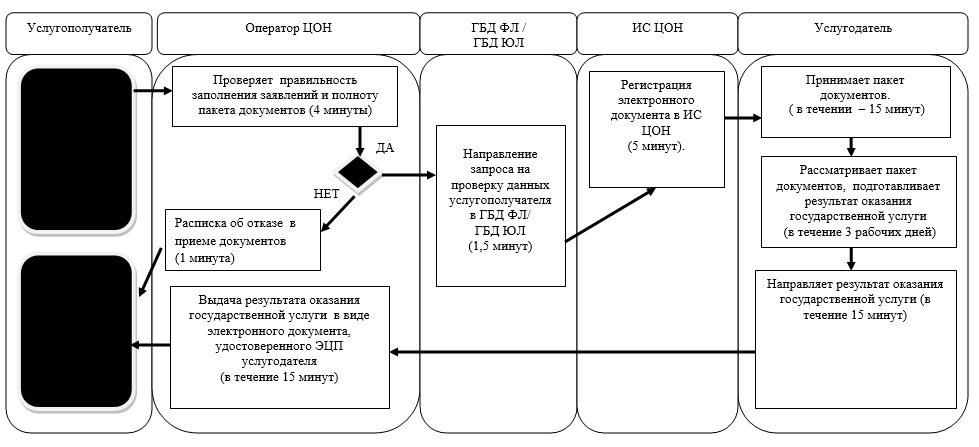 Услугополучатель
Оператор ЦОН
ГБД ФЛ /
ГБД ЮЛ
ИС ЦОН
Услугодатель
Проверяет правильность
заполнения заявлений и полноту
пакета документов (4 минуты)
ДА
НЕТ
Расписка об отказе в
приеме документов
(1 минута)
Выдача результата оказания
государственной услуги в виде
электронного документа,
удостоверенного ЭЦП
услугодателя
(в течение 15 минут)
Направление
запроса на
проверку данных
услугополучателя
в ГБД ФЛ/
ГБД ЮЛ
(1,5 минут)
Регистрация
электронного
документа в ИС
ЦОН
(5 минут).
Принимает пакет
документов.
( в течении – 15 минут)
Рассматривает пакет
документов, подготавливает
результат оказания
государственной услуги
(в течение 3 рабочих дней)
Направляет результат оказания
государственной услуги (в
течение 15 минут)